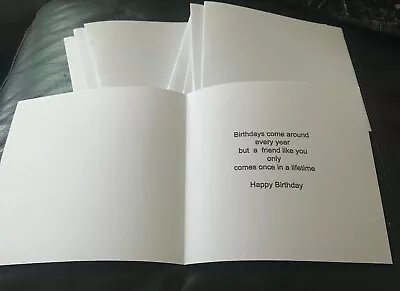 Birthdays come around
every year
but a friend like you
only
comes once in a lifetime
Happy Birthday